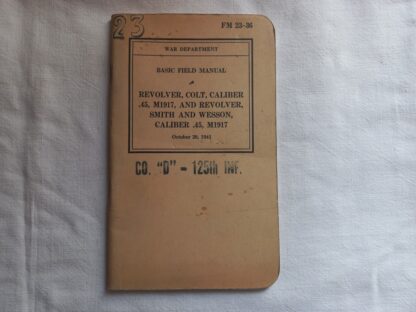 23
FM 23-36
WAR DEPARTMENT
BASIC FIELD MANUAL
REVOLVER, COLT, CALIBER
.45, M1917, AND REVOLVER,
SMITH AND WESSON,
CALIBER .45, M1917
October 20, 1941
CO. "D" - 125th INF.